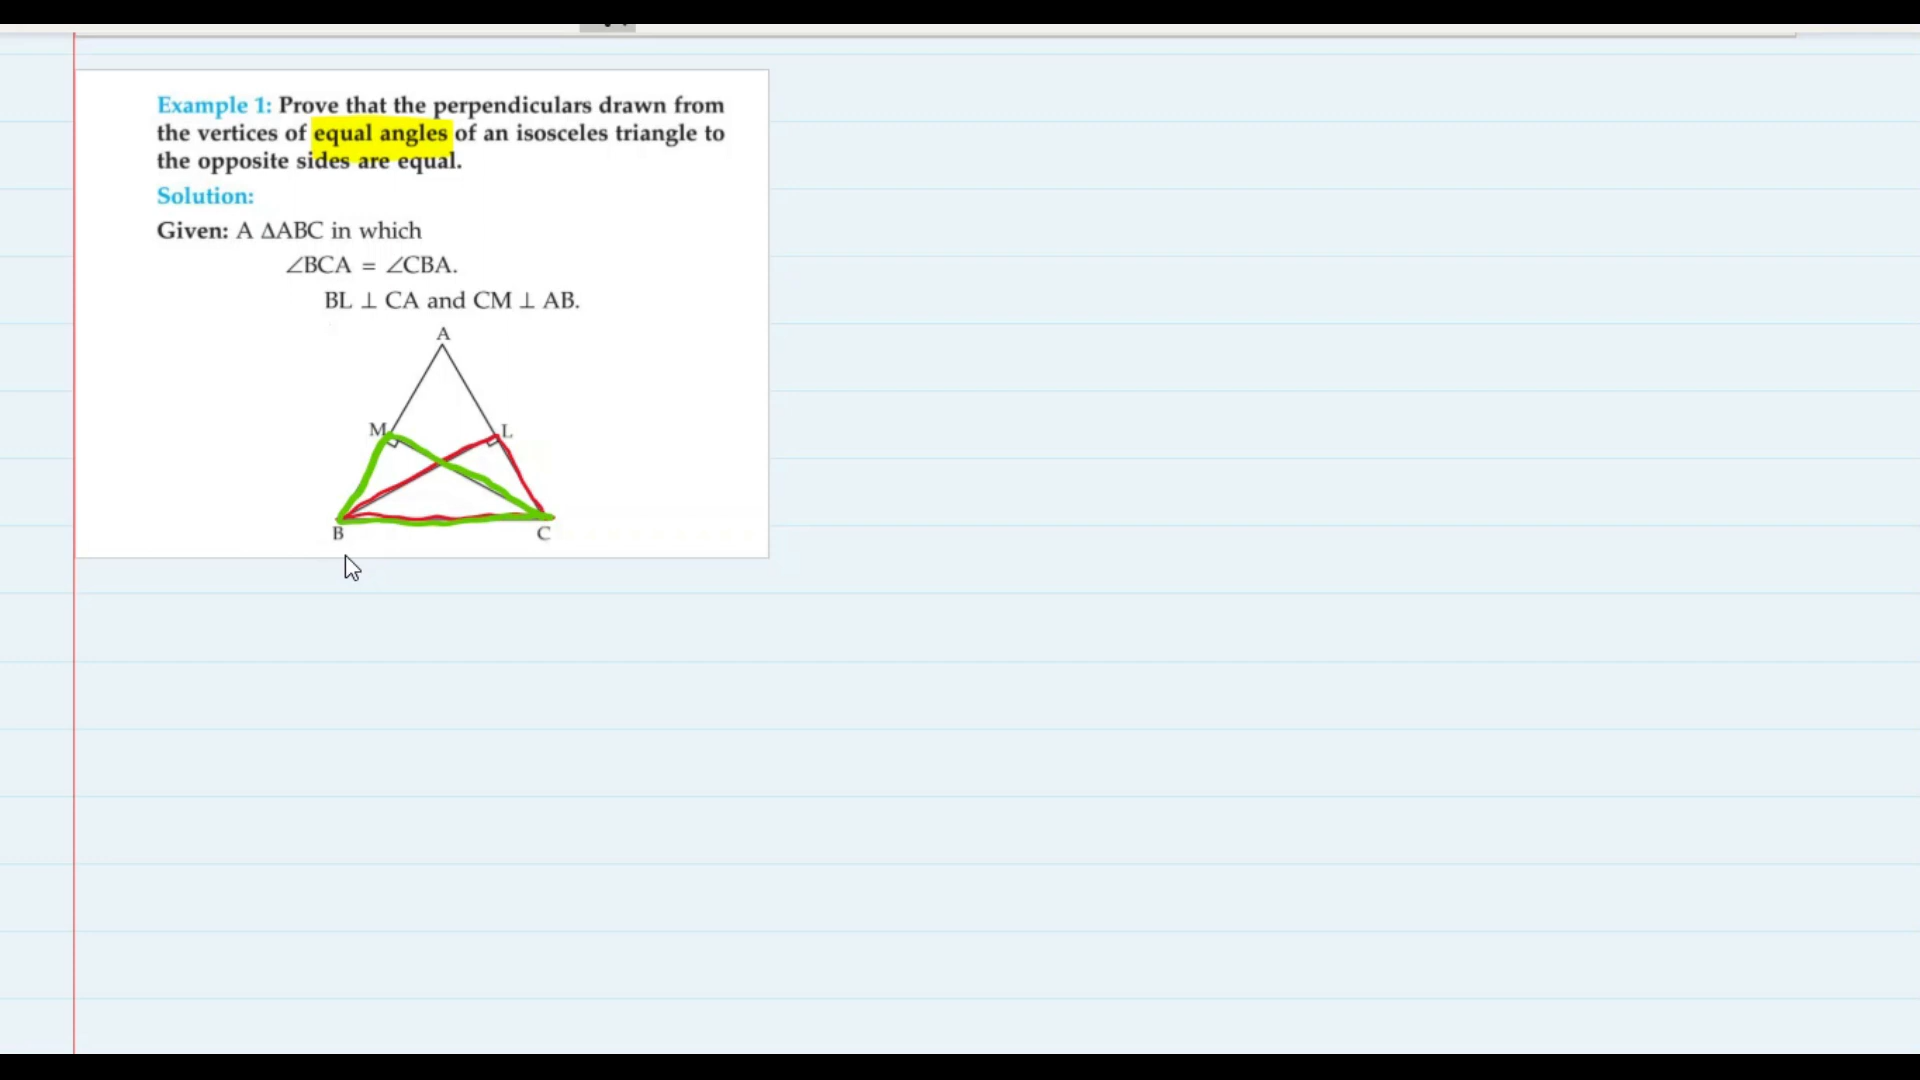 Example 1: Prove that the perpendiculars drawn from
the vertices of equal angles of an isosceles triangle to
the opposite sides are equal.
Solution:
Given: A ΔABC in which
∠BCA = ∠CBA.
BL ⊥ CA and CM ⊥ AB.
A
M
L
B
C